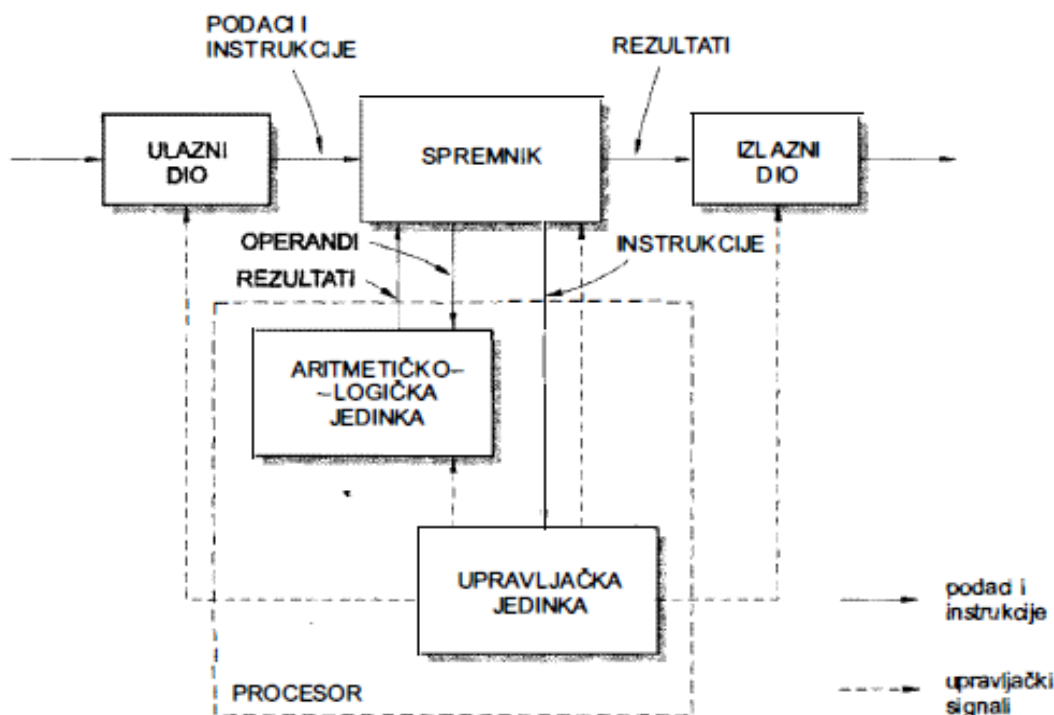 PODACI I
INSTRUKCIJE
REZULTATI
ULAZNI
DIO
SPREMNIK
IZLAZNI
DIO
OPERANDI
INSTRUKCIJE
REZULTATI
ARITMETIČKO–
–LOGIČKA
JEDINKA
UPRAVLJAČKA
JEDINKA
podaci i
instrukcije
upravljački
signali
PROCESOR